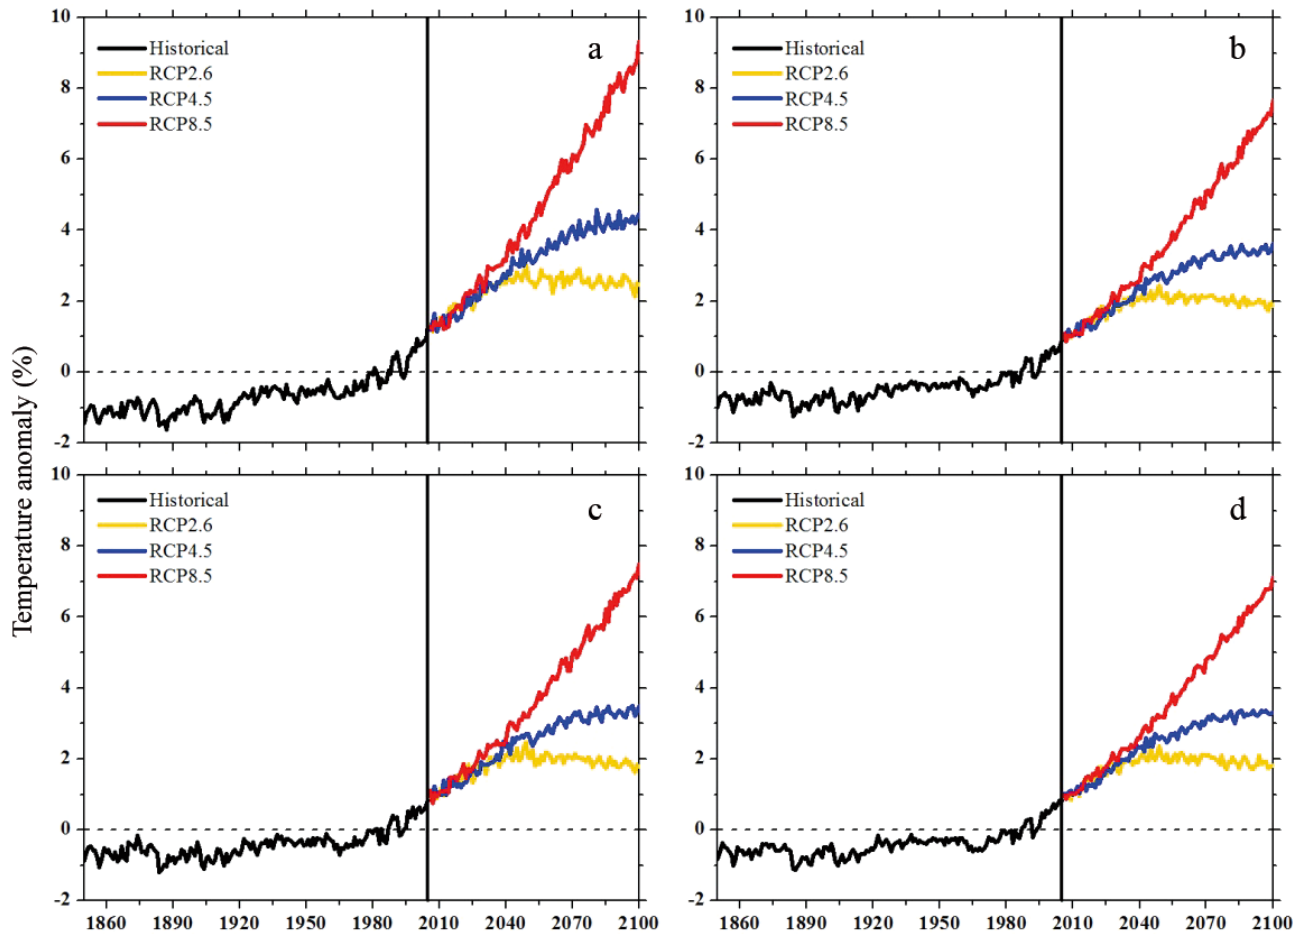 Temperature anomaly (%)
10
8
6
4
2
0
-2
Historical
RCP2.6
RCP4.5
RCP8.5
a
10
8
6
4
2
0
-2
Historical
RCP2.6
RCP4.5
RCP8.5
b
10
8
6
4
2
0
-2
Historical
RCP2.6
RCP4.5
RCP8.5
c
1860 1890 1920 1950 1980 2010 2040 2070 2100
10
8
6
4
2
0
-2
Historical
RCP2.6
RCP4.5
RCP8.5
d
1860 1890 1920 1950 1980 2010 2040 2070 2100